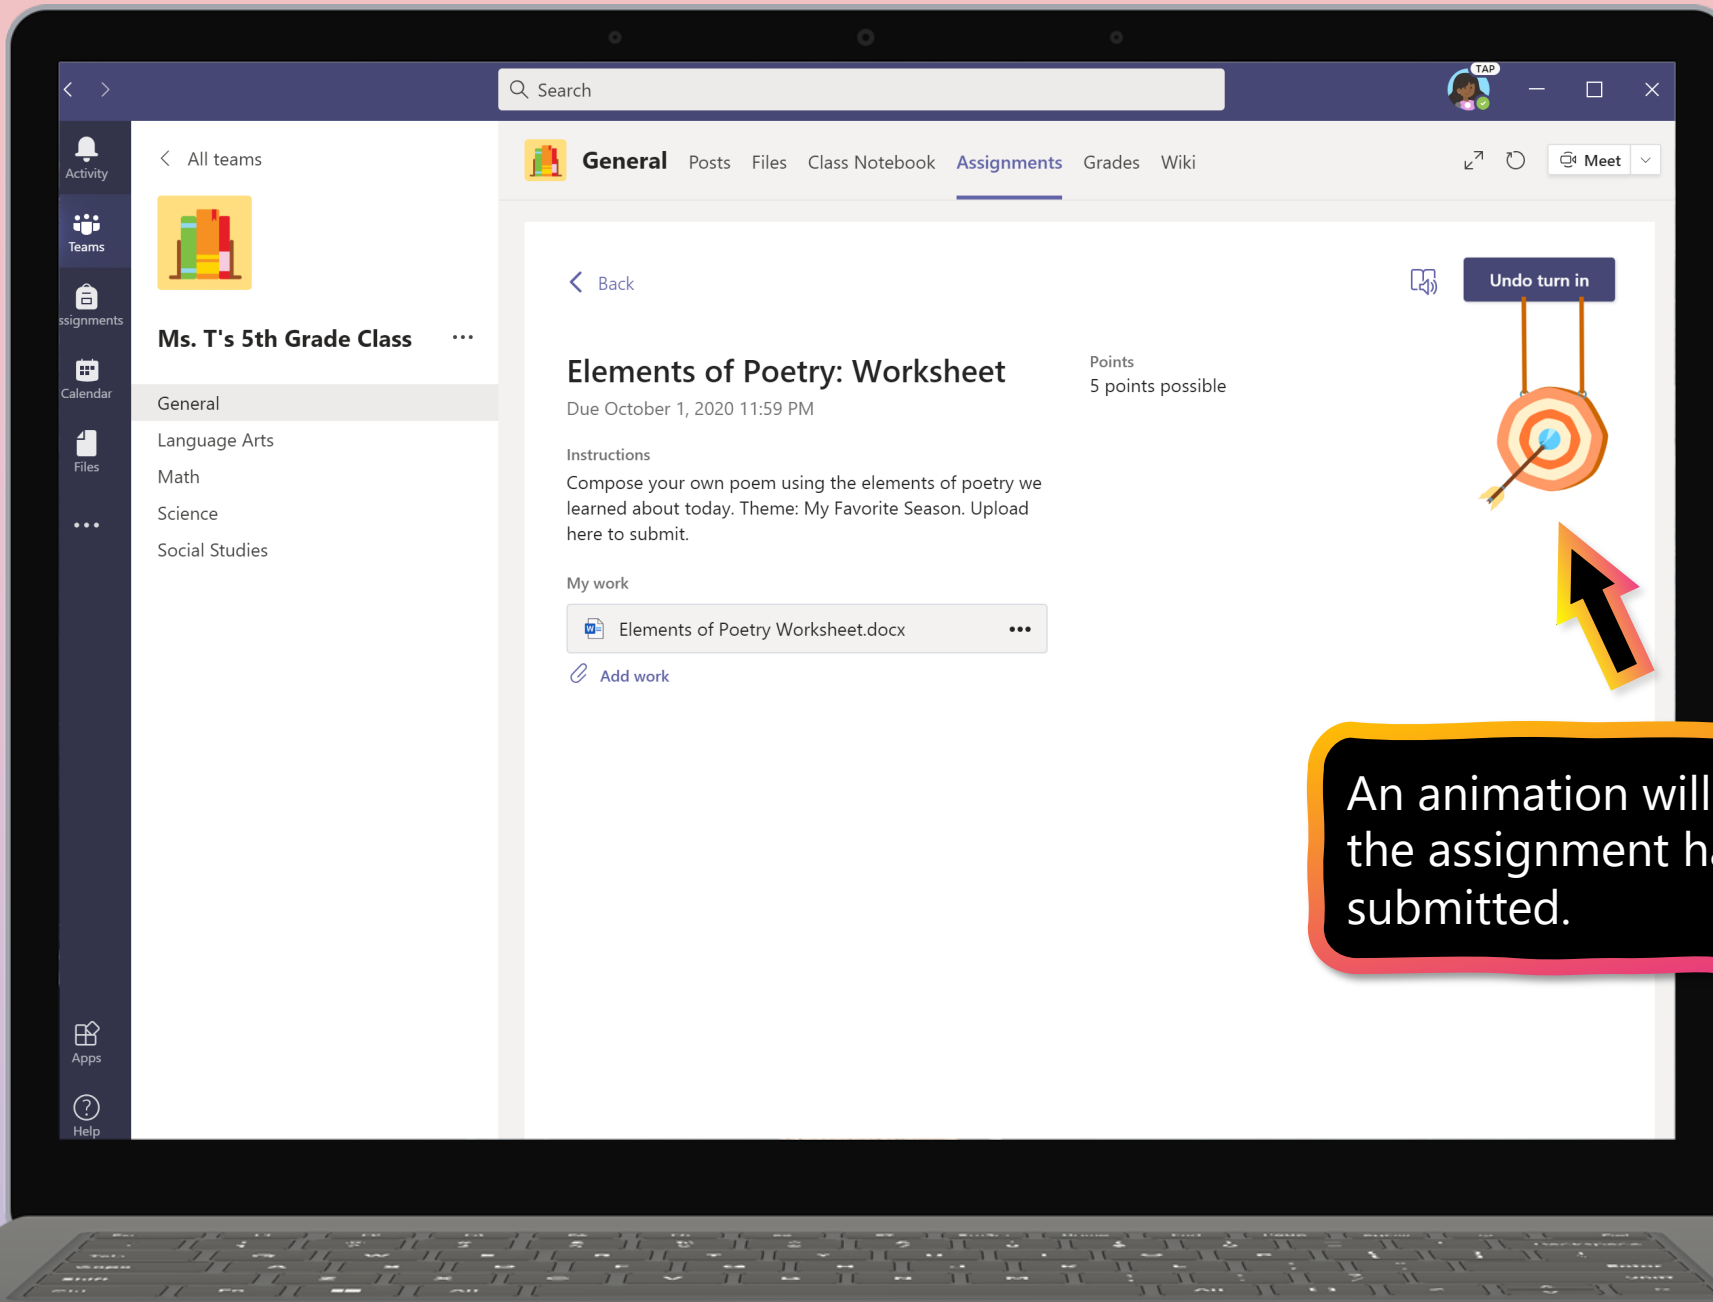 Search
TAP
Activity
Teams
ssignments
Calendar
Files
Apps
Help
All teams
Ms. T's 5th Grade Class
General
Language Arts
Math
Science
Social Studies
General Posts Files Class Notebook Assignments Grades Wiki
Meet
Back
Undo turn in
Elements of Poetry: Worksheet
Due October 1, 2020 11:59 PM
Points
5 points possible
Instructions
Compose your own poem using the elements of poetry we
learned about today. Theme: My Favorite Season. Upload
here to submit.
My work
Elements of Poetry Worksheet.docx
Add work
An animation will
the assignment ha
submitted.